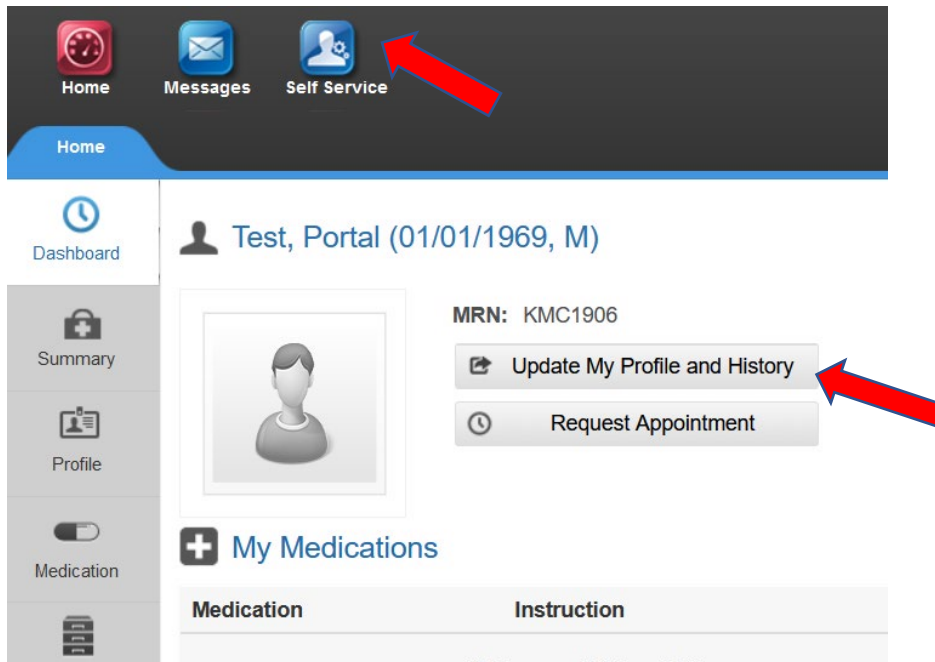 Home
Messages
Self Service
Home
Dashboard
Summary
Profile
Medication
Test, Portal (01/01/1969, M)
MRN: KMC1906
Update My Profile and History
Request Appointment
My Medications
Medication Instruction